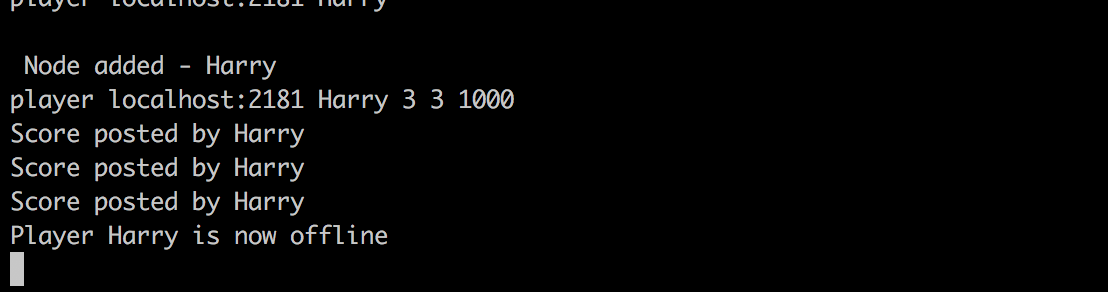 player localhost:2181 Harry
Node added - Harry
player localhost:2181 Harry 3 3 1000
Score posted by Harry
Score posted by Harry
Score posted by Harry
Player Harry is now offline